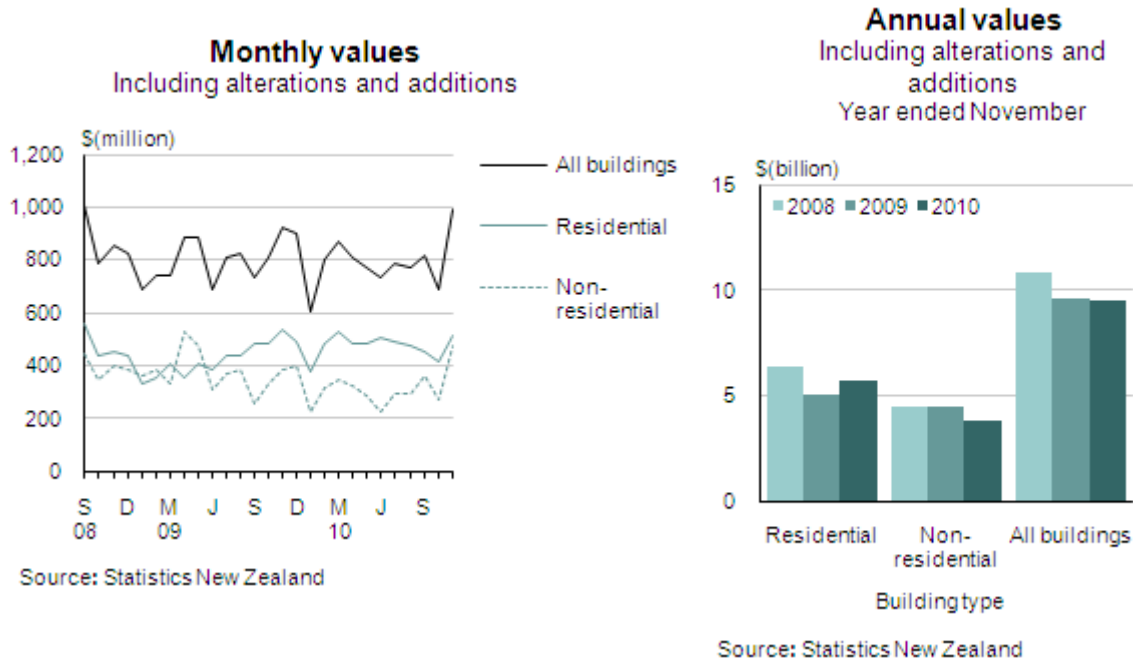 Monthly values
Including alterations and additions
$(million)
1,200
1,000
800
600
400
200
0
S D M J S D M J S
08 09 10
All buildings
Residential
Non-
residential
Source: Statistics New Zealand
Annual values
Including alterations and
additions
Year ended November
$(billion)
15
10
5
0
2008 2009 2010
Residential Non- All buildings
residential
Building type
Source: Statistics New Zealand